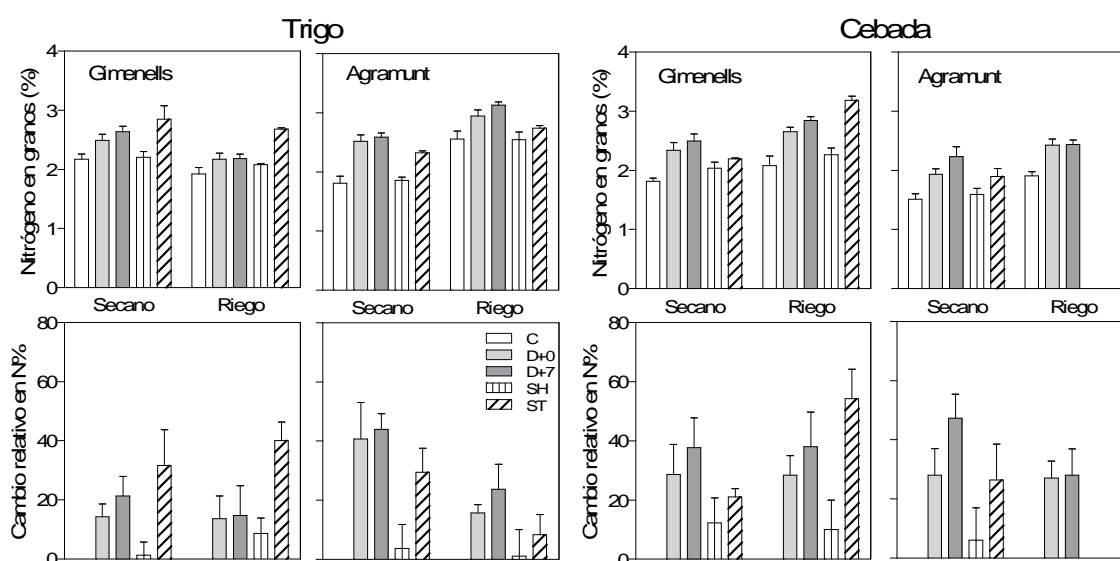 Trigo
Cebada
Nitrógeno en granos (%)
4
3
2
1
0
Gimenells
Secano
Riego
Agramunt
Secano
Riego
Nitrógeno en granos (%)
4
3
2
1
0
Gimenells
Secano
Riego
Agramunt
Secano
Riego
Cambio relativo en N%
80
60
40
20
0
C
D+0
D+7
SH
ST
Cambio relativo en N%
80
60
40
20
0